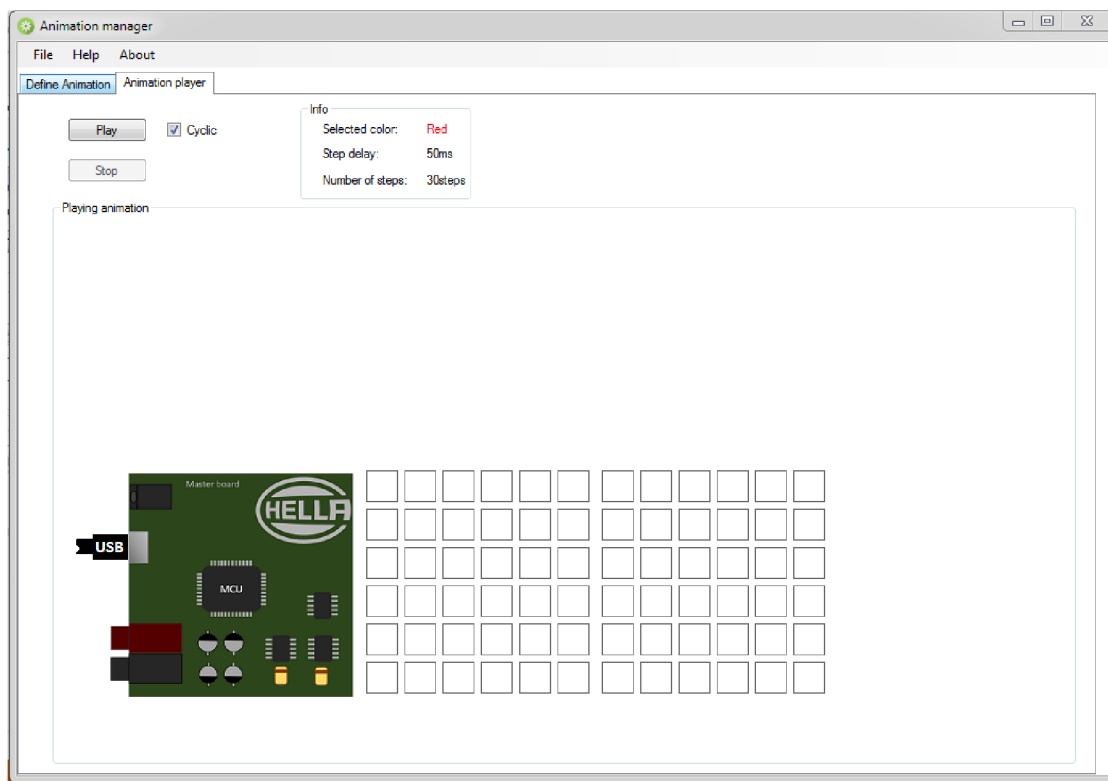 Animation manager
File Help About
Define Animation Animation player
Play Cyclic
Stop
Info
Selected color: Red
Step delay: 50ms
Number of steps: 30steps
Playing animation
Master board
HELLA
USB
MCU